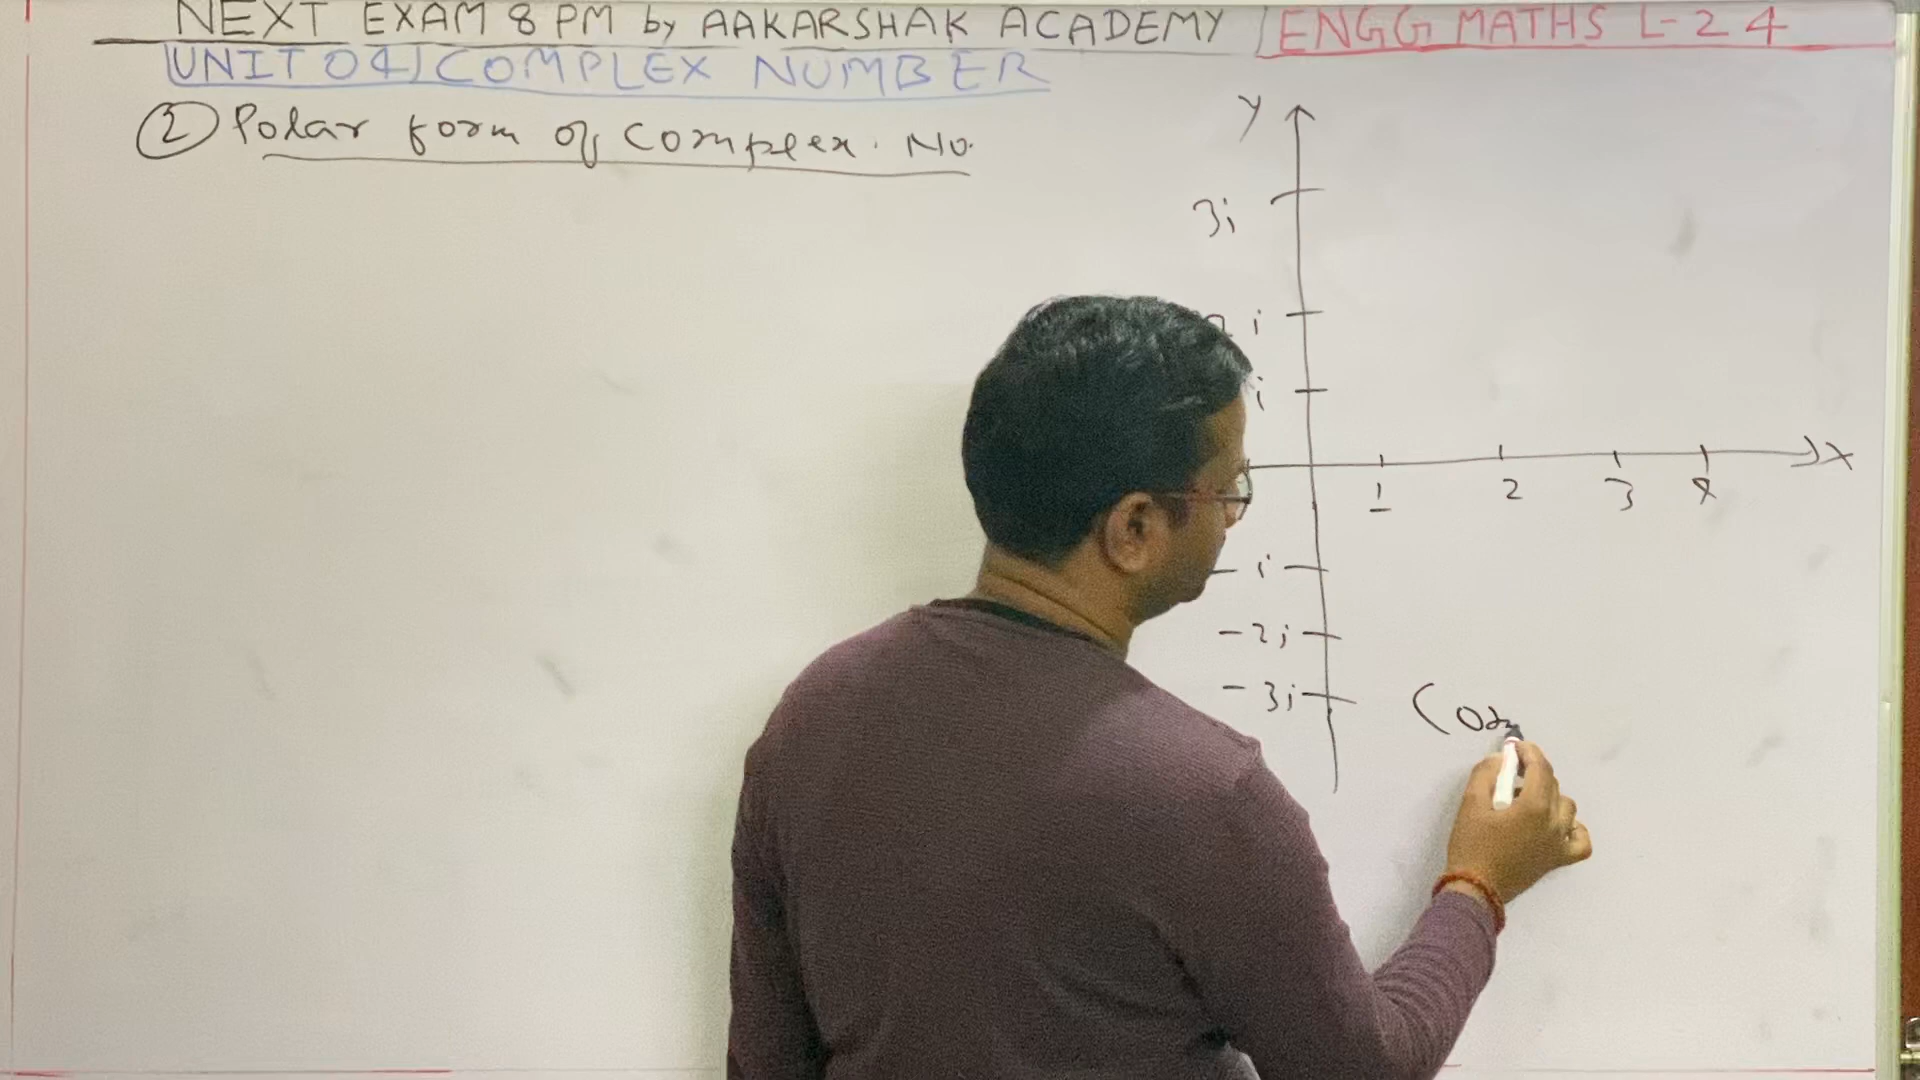 NEXT EXAM 8 PM by AAKARSHAK ACADEMY ENGG MATHS L-24
UNIT 04 COMPLEX NUMBER
② Polar form of Complex. No.
y
3i
i
i
x
1 2 3 4
- i
- 2i
- 3i
(om